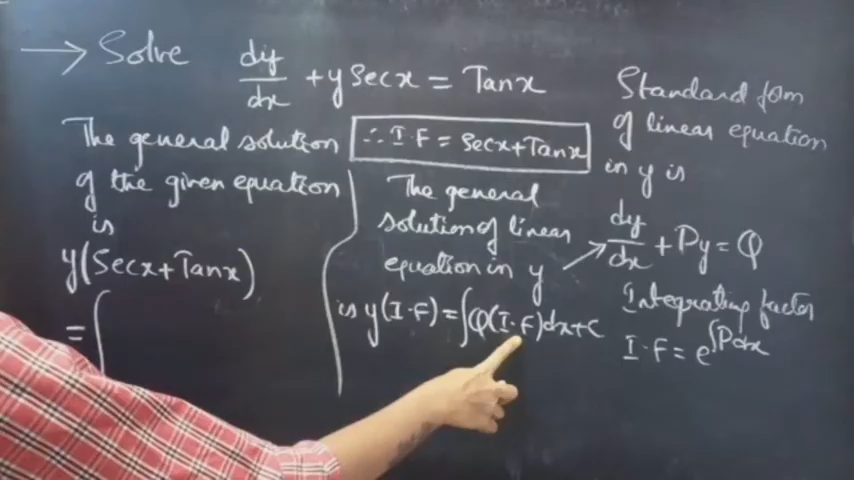 → Solve dy/dx + y Secx = Tanx
The general solution
of the given equation
is
y(Secx+Tanx)
= ∫
∴ I·F = Secx+Tanx
The general
solution of linear
equation in y
is y(I·F) = ∫Q(I·F)dx+C
Standard form
of linear equation
in y is
dy/dx + Py = Q
Integrating factor
I·F = e^∫Pdx